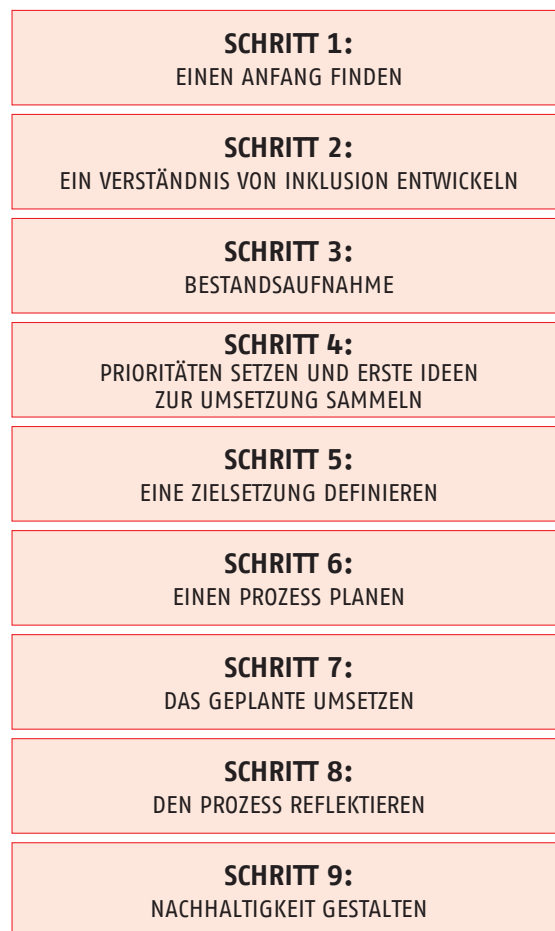 SCHRITT 1:
EINEN ANFANG FINDEN
SCHRITT 2:
EIN VERSTÄNDNIS VON INKLUSION ENTWICKELN
SCHRITT 3:
BESTANDSAUFNAHME
SCHRITT 4:
PRIORITÄTEN SETZEN UND ERSTE IDEEN
ZUR UMSETZUNG SAMMELN
SCHRITT 5:
EINE ZIELSETZUNG DEFINIEREN
SCHRITT 6:
EINEN PROZESS PLANEN
SCHRITT 7:
DAS GEPLANTE UMSETZEN
SCHRITT 8:
DEN PROZESS REFLEKTIEREN
SCHRITT 9:
NACHHALTIGKEIT GESTALTEN